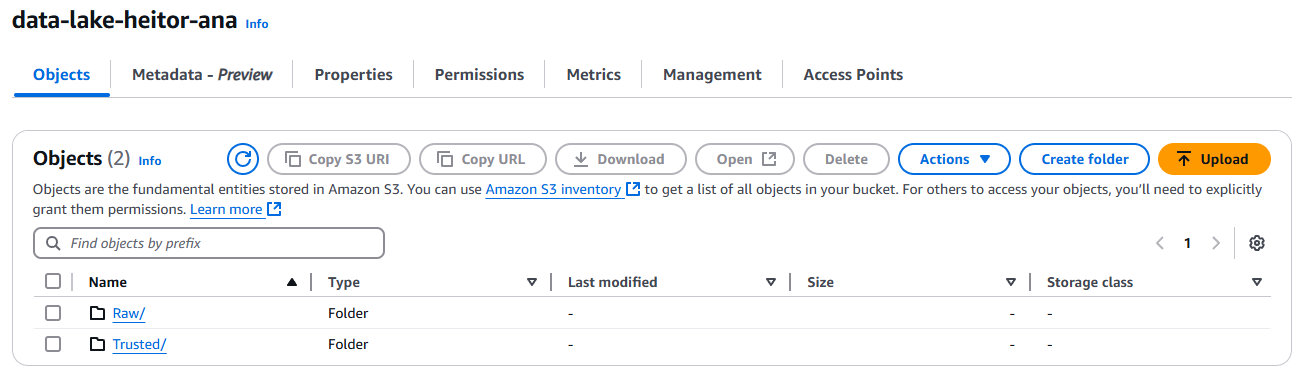 data-lake-heitor-ana Info
Objects Metadata - Preview Properties Permissions Metrics Management Access Points
Objects (2) Info Copy S3 URI Copy URL Download Open Delete Actions Create folder Upload
Objects are the fundamental entities stored in Amazon S3. You can use Amazon S3 inventory to get a list of all objects in your bucket. For others to access your objects, you’ll need to explicitly
grant them permissions. Learn more
Find objects by prefix 1
Name Type Last modified Size Storage class
Raw/ Folder - - -
Trusted/ Folder - - -